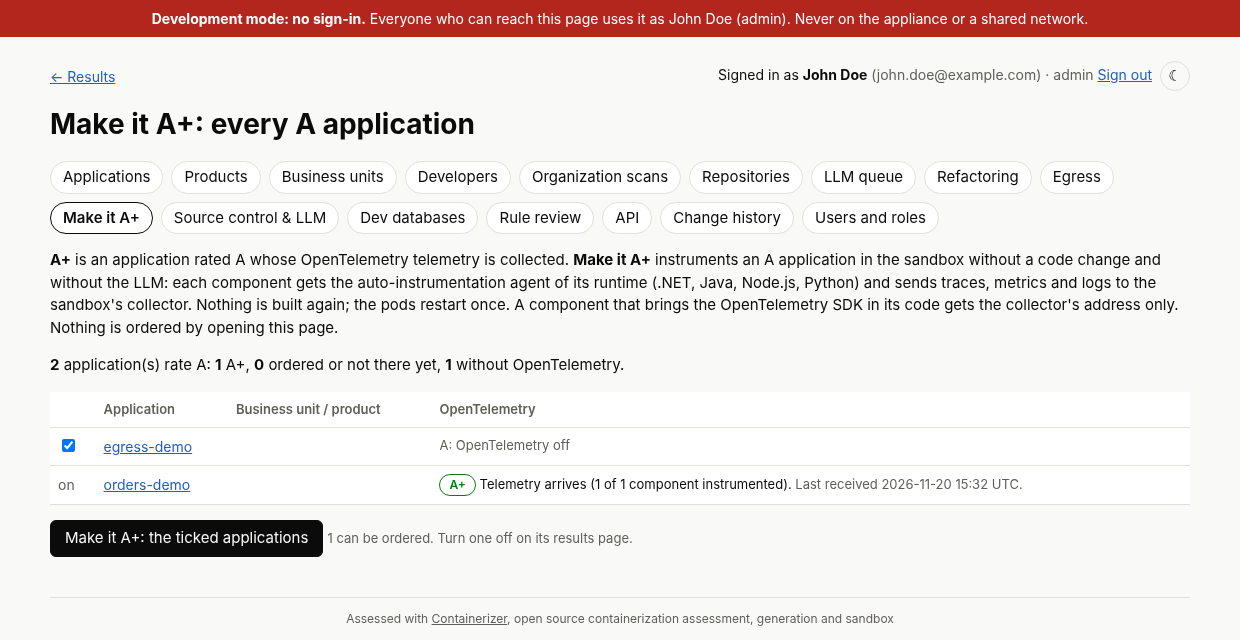 Development mode: no sign-in. Everyone who can reach this page uses it as John Doe (admin). Never on the appliance or a shared network.
← Results
Signed in as John Doe (john.doe@example.com) · admin Sign out ☾
Make it A+: every A application
Applications Products Business units Developers Organization scans Repositories LLM queue Refactoring Egress
Make it A+ Source control & LLM Dev databases Rule review API Change history Users and roles
A+ is an application rated A whose OpenTelemetry telemetry is collected. Make it A+ instruments an A application in the sandbox without a code change and
without the LLM: each component gets the auto-instrumentation agent of its runtime (.NET, Java, Node.js, Python) and sends traces, metrics and logs to the
sandbox's collector. Nothing is built again; the pods restart once. A component that brings the OpenTelemetry SDK in its code gets the collector's address only.
Nothing is ordered by opening this page.
2 application(s) rate A: 1 A+, 0 ordered or not there yet, 1 without OpenTelemetry.
Application Business unit / product OpenTelemetry
egress-demo A: OpenTelemetry off
on orders-demo A+ Telemetry arrives (1 of 1 component instrumented). Last received 2026-11-20 15:32 UTC.
Make it A+: the ticked applications 1 can be ordered. Turn one off on its results page.
Assessed with Containerizer, open source containerization assessment, generation and sandbox